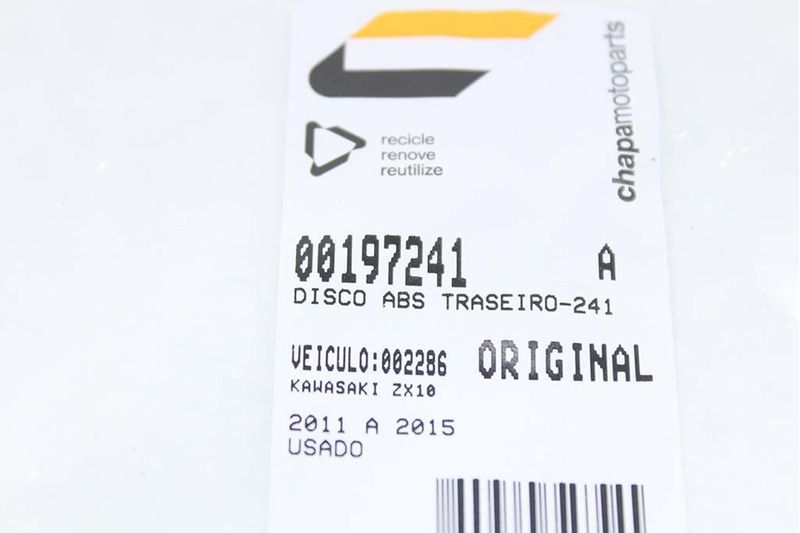 chapamotoparts
recicle
renove
reutilize
00197241 A
DISCO ABS TRASEIRO-241
VEICULO:002286 ORIGINAL
KAWASAKI ZX10
2011 A 2015
USADO